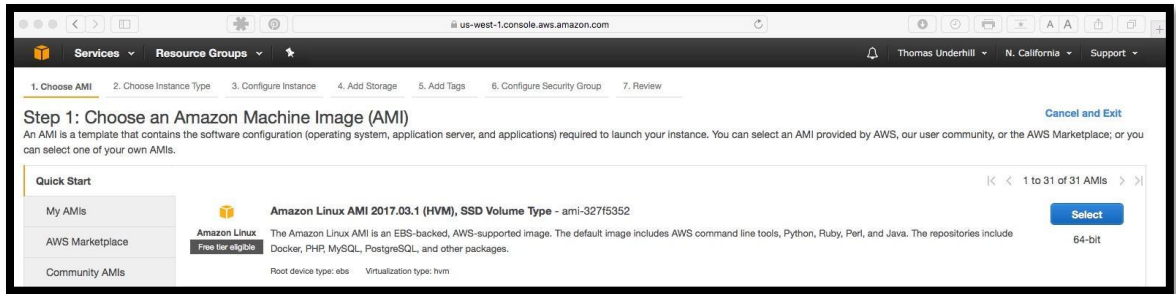 us-west-1.console.aws.amazon.com
A A
Services Resource Groups Thomas Underhill N. California Support
1. Choose AMI 2. Choose Instance Type 3. Configure Instance 4. Add Storage 5. Add Tags 6. Configure Security Group 7. Review
Step 1: Choose an Amazon Machine Image (AMI)
Cancel and Exit
An AMI is a template that contains the software configuration (operating system, application server, and applications) required to launch your instance. You can select an AMI provided by AWS, our user community, or the AWS Marketplace; or you
can select one of your own AMIs.
Quick Start
1 to 31 of 31 AMIs
My AMIs
AWS Marketplace
Community AMIs
Amazon Linux
Free tier eligible
Amazon Linux AMI 2017.03.1 (HVM), SSD Volume Type - ami-327f5352
The Amazon Linux AMI is an EBS-backed, AWS-supported image. The default image includes AWS command line tools, Python, Ruby, Perl, and Java. The repositories include
Docker, PHP, MySQL, PostgreSQL, and other packages.
Root device type: ebs Virtualization type: hvm
Select
64-bit